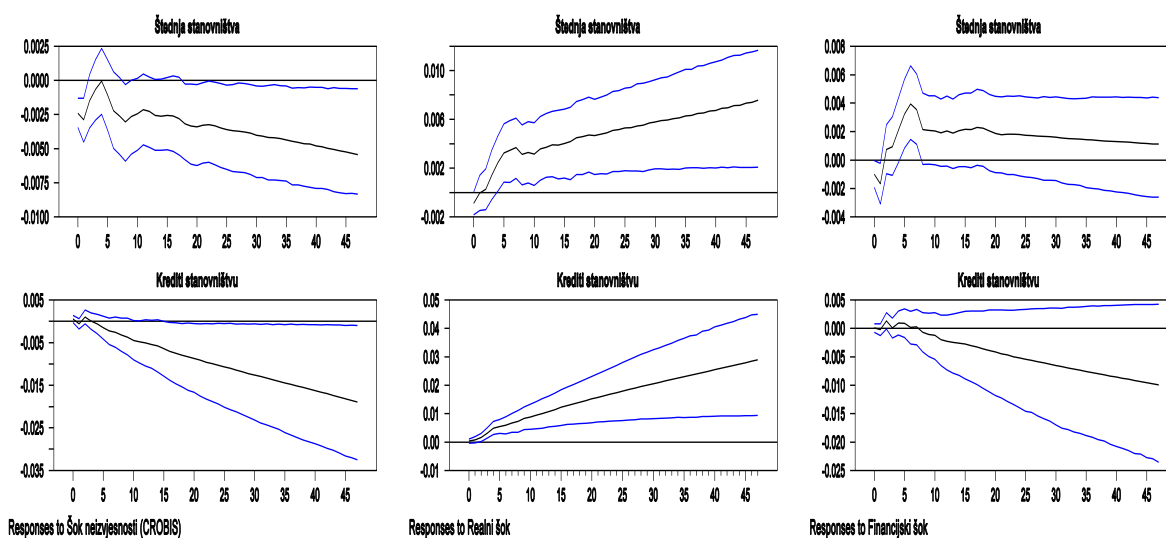 Štednja stanovništva
0.0025
0.0000
-0.0025
-0.0050
-0.0075
-0.0100
0 5 10 15 20 25 30 35 40 45
Štednja stanovništva
0.010
0.006
0.002
-0.002
0 5 10 15 20 25 30 35 40 45
Štednja stanovništva
0.008
0.006
0.004
0.002
0.000
-0.002
-0.004
0 5 10 15 20 25 30 35 40 45
Krediti stanovništvu
0.005
-0.005
-0.015
-0.025
-0.035
0 5 10 15 20 25 30 35 40 45
Responses to Šok neizvjesnosti (CROBIS)
Krediti stanovništvu
0.05
0.04
0.03
0.02
0.01
0.00
-0.01
0 5 10 15 20 25 30 35 40 45
Responses to Realni šok
Krediti stanovništvu
0.005
0.000
-0.005
-0.010
-0.015
-0.020
-0.025
0 5 10 15 20 25 30 35 40 45
Responses to Financijski šok